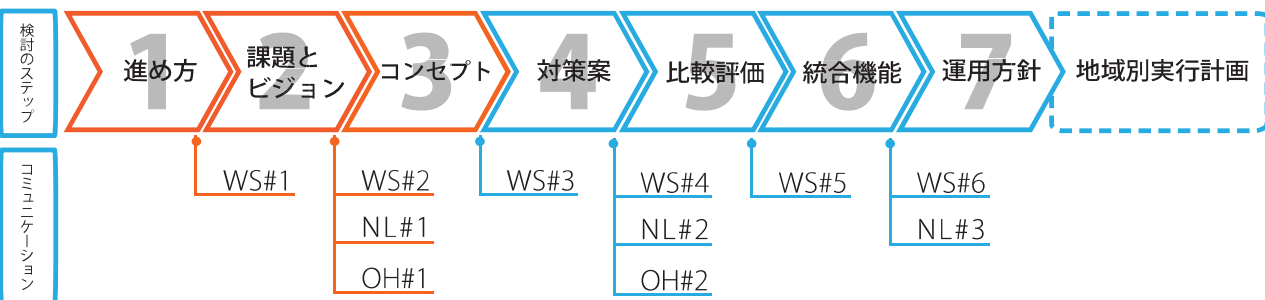 検討のステップ
1 進め方
2 課題と
ビジョン
3 コンセプト
4 対策案
5 比較評価
6 統合機能
7 運用方針
地域別実行計画
コミュニケーション
WS#1
WS#2
NL#1
OH#1
WS#3
WS#4
NL#2
OH#2
WS#5
WS#6
NL#3